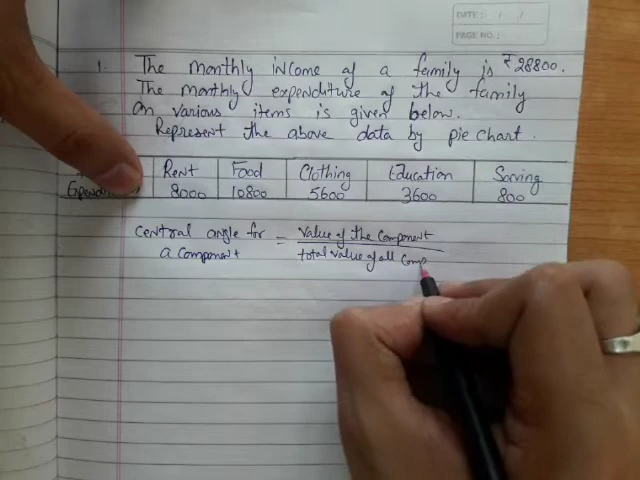 DATE: / /
PAGE NO.:
1. The monthly income of a family is ₹28800.
The monthly expenditure of the family
on various items is given below.
Represent the above data by pie chart.
Rent Food Clothing Education Saving
8000 10800 5600 3600 800
central angle for = value of the component
a component total value of all comp